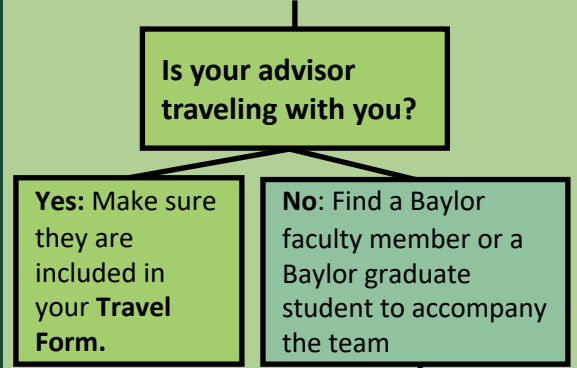 Is your advisor
traveling with you?
Yes: Make sure
they are
included in
your Travel
Form.
No: Find a Baylor
faculty member or a
Baylor graduate
student to accompany
the team